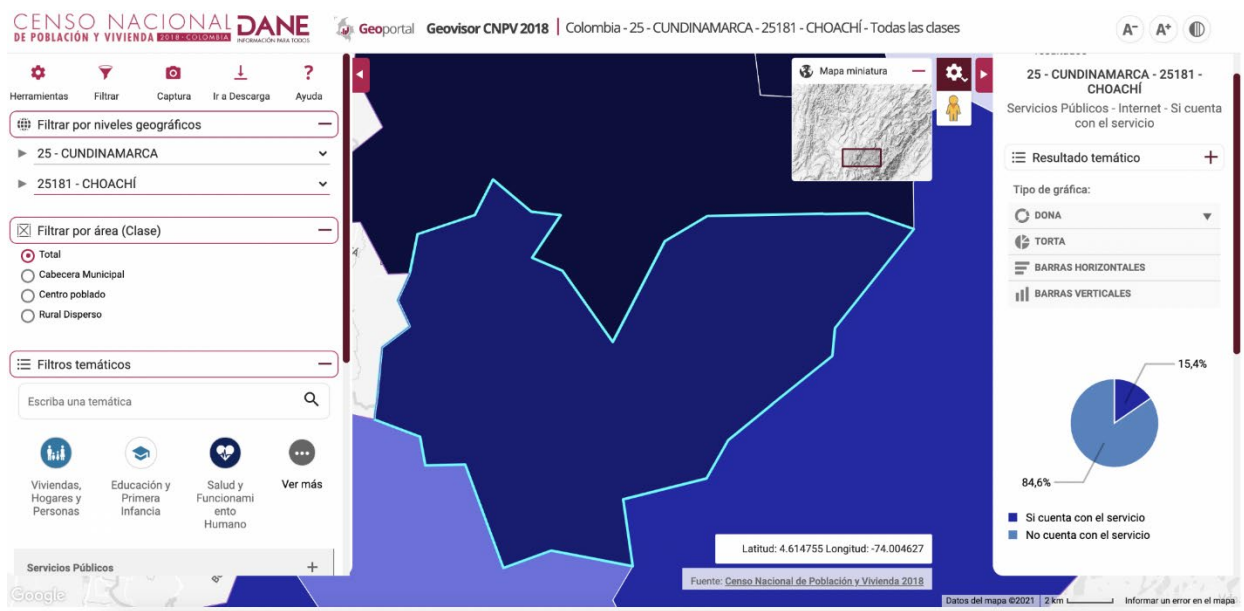 CENSO NACIONAL
DE POBLACIÓN Y VIVIENDA 2018 - COLOMBIA
DANE
INFORMACIÓN PARA TODOS
Geoportal
Geovisor CNPV 2018 | Colombia - 25 - CUNDINAMARCA - 25181 - CHOACHÍ - Todas las clases
A- A+
Herramientas
Filtrar
Captura
Ir a Descarga
?
Ayuda
Filtrar por niveles geográficos
25 - CUNDINAMARCA
25181 - CHOACHÍ
Filtrar por área (Clase)
Total
Cabecera Municipal
Centro poblado
Rural Disperso
Filtros temáticos
Escriba una temática
Viviendas,
Hogares y
Personas
Educación y
Primera
Infancia
Salud y
Funcionami
ento
Humano
Ver más
Servicios Públicos
Google
Mapa miniatura
Latitud: 4.614755 Longitud: -74.004627
Fuente: Censo Nacional de Población y Vivienda 2018
Datos del mapa ©2021
2 km
Informar un error en el mapa
25 - CUNDINAMARCA - 25181 -
CHOACHÍ
Servicios Públicos - Internet - Si cuenta
con el servicio
Resultado temático
Tipo de gráfica:
DONA
TORTA
BARRAS HORIZONTALES
BARRAS VERTICALES
15,4%
84,6%
Si cuenta con el servicio
No cuenta con el servicio